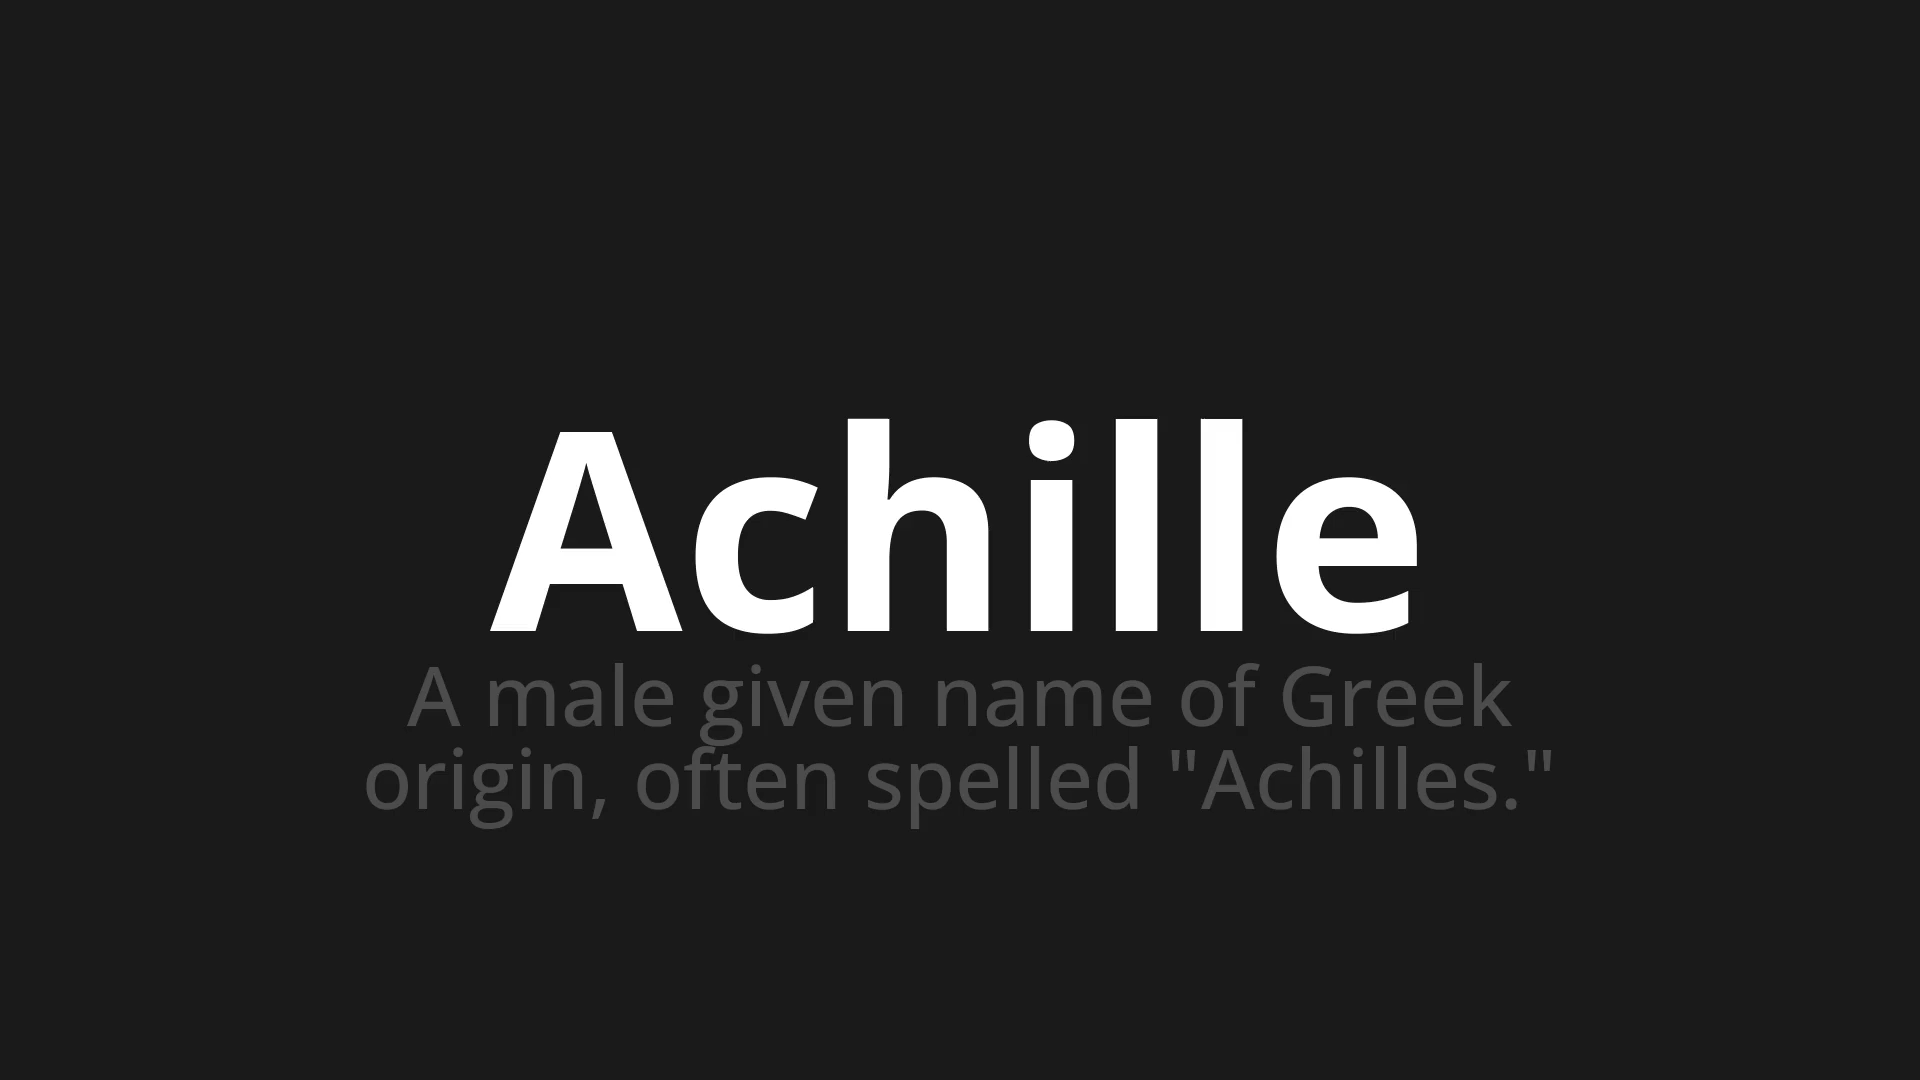 Achille
A male given name of Greek
origin, often spelled "Achilles."